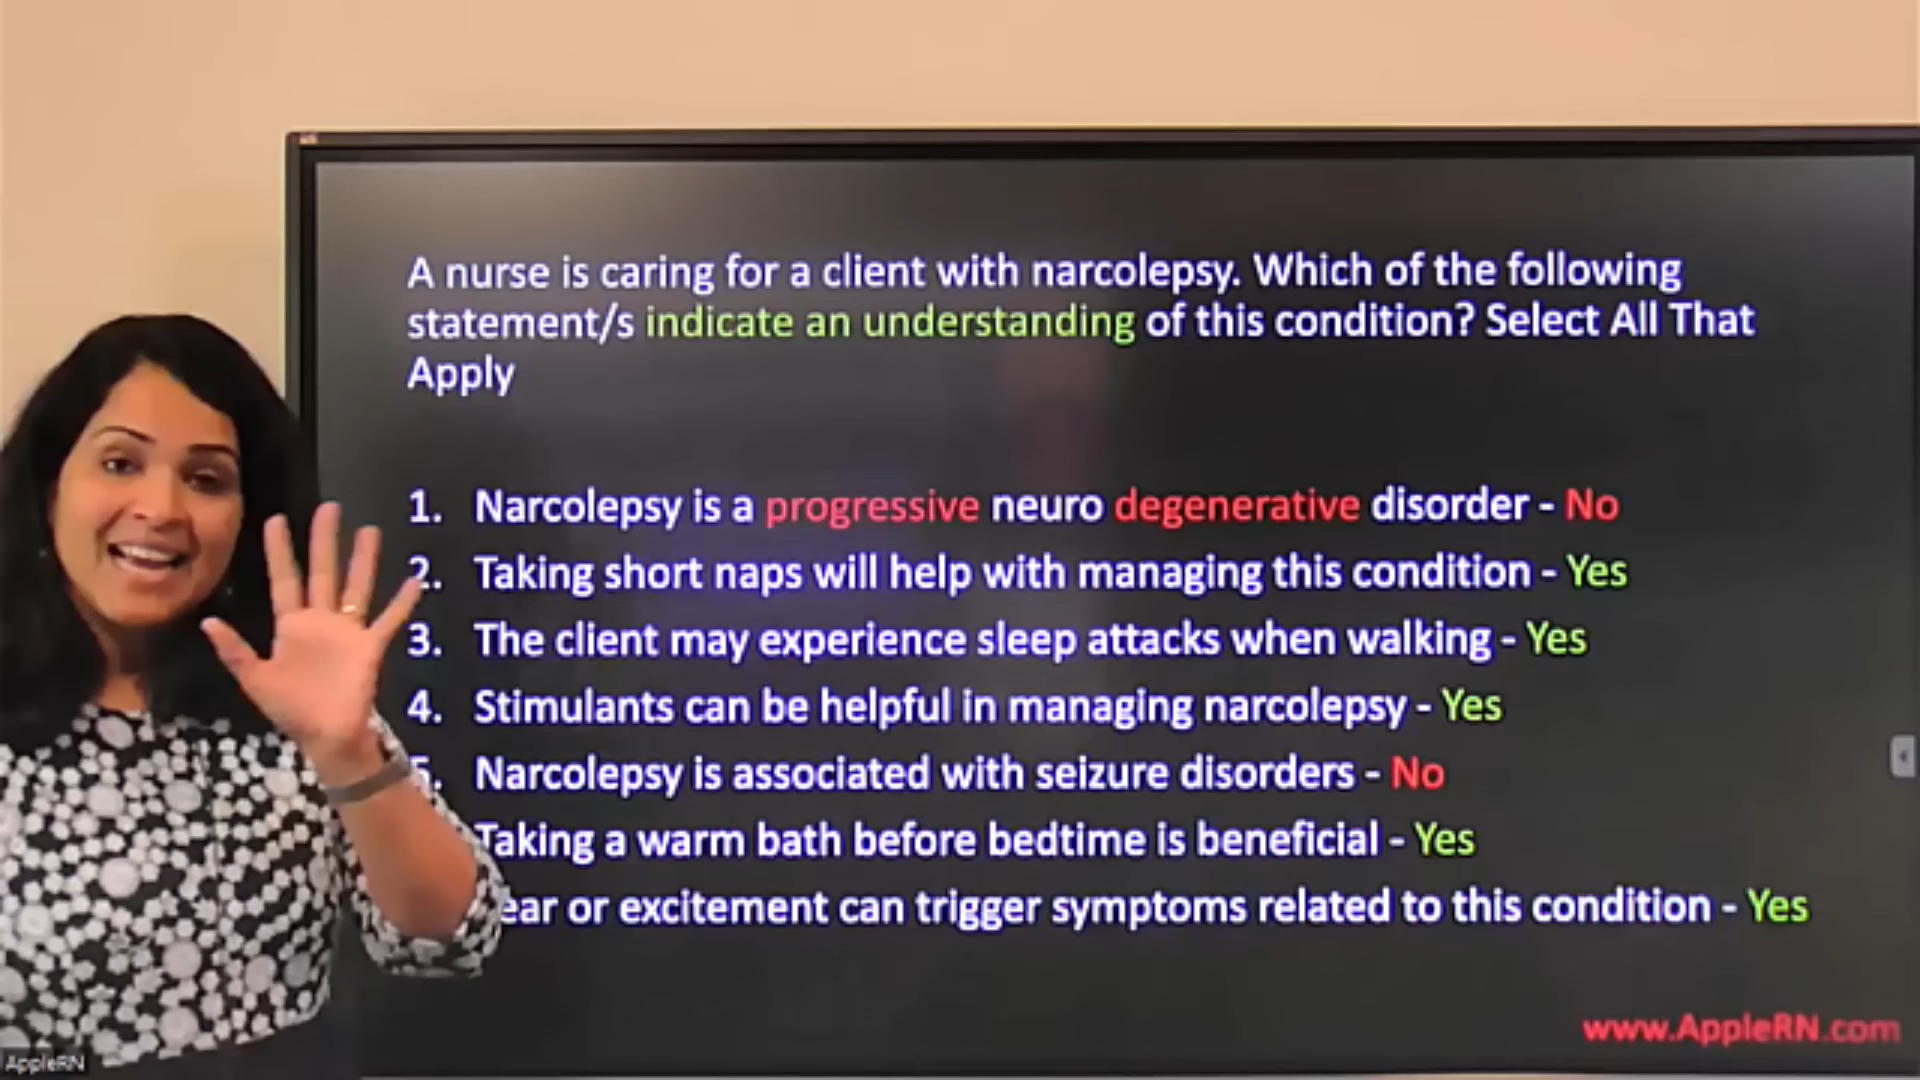 A nurse is caring for a client with narcolepsy. Which of the following
statement/s indicate an understanding of this condition? Select All That
Apply
1. Narcolepsy is a progressive neuro degenerative disorder - No
2. Taking short naps will help with managing this condition - Yes
3. The client may experience sleep attacks when walking - Yes
4. Stimulants can be helpful in managing narcolepsy - Yes
5. Narcolepsy is associated with seizure disorders - No
Taking a warm bath before bedtime is beneficial - Yes
ear or excitement can trigger symptoms related to this condition - Yes
www.AppleRN.com
AppleRN